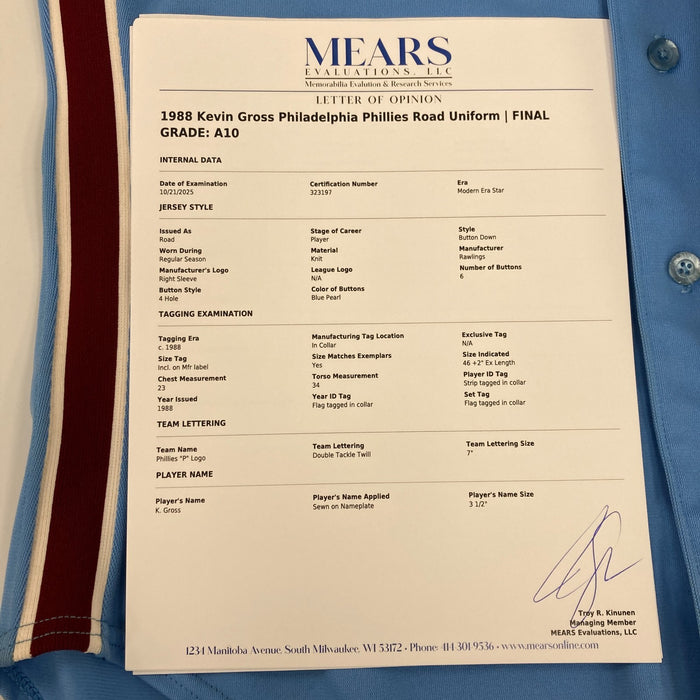 MEARS
EVALUATIONS, LLC
Memorabilia Evalution & Research Services
LETTER OF OPINION
1988 Kevin Gross Philadelphia Phillies Road Uniform | FINAL
GRADE: A10
INTERNAL DATA
Date of Examination Certification Number Era
10/21/2025 323197 Modern Era Star
JERSEY STYLE
Issued As Stage of Career Style
Road Player Button Down
Worn During Material Manufacturer
Regular Season Knit Rawlings
Manufacturer's Logo League Logo Number of Buttons
Right Sleeve N/A 6
Button Style Color of Buttons
4 Hole Blue Pearl
TAGGING EXAMINATION
Tagging Era Manufacturing Tag Location Exclusive Tag
c. 1988 In Collar N/A
Size Tag Size Matches Exemplars Size Indicated
Incl. on Mfr label Yes 46 +2" Ex Length
Chest Measurement Torso Measurement Player ID Tag
23 34 Strip tagged in collar
Year Issued Year ID Tag Set Tag
1988 Flag tagged in collar Flag tagged in collar
TEAM LETTERING
Team Name Team Lettering Team Lettering Size
Phillies "P" Logo Double Tackle Twill 7"
PLAYER NAME
Player's Name Player's Name Applied Player's Name Size
K. Gross Sewn on Nameplate 3 1/2"
Troy R. Kinunen
Managing Member
MEARS Evaluations, LLC
1234 Manitoba Avenue, South Milwaukee, WI 53172 • Phone: 414-301-9536 • www.mearsonline.com